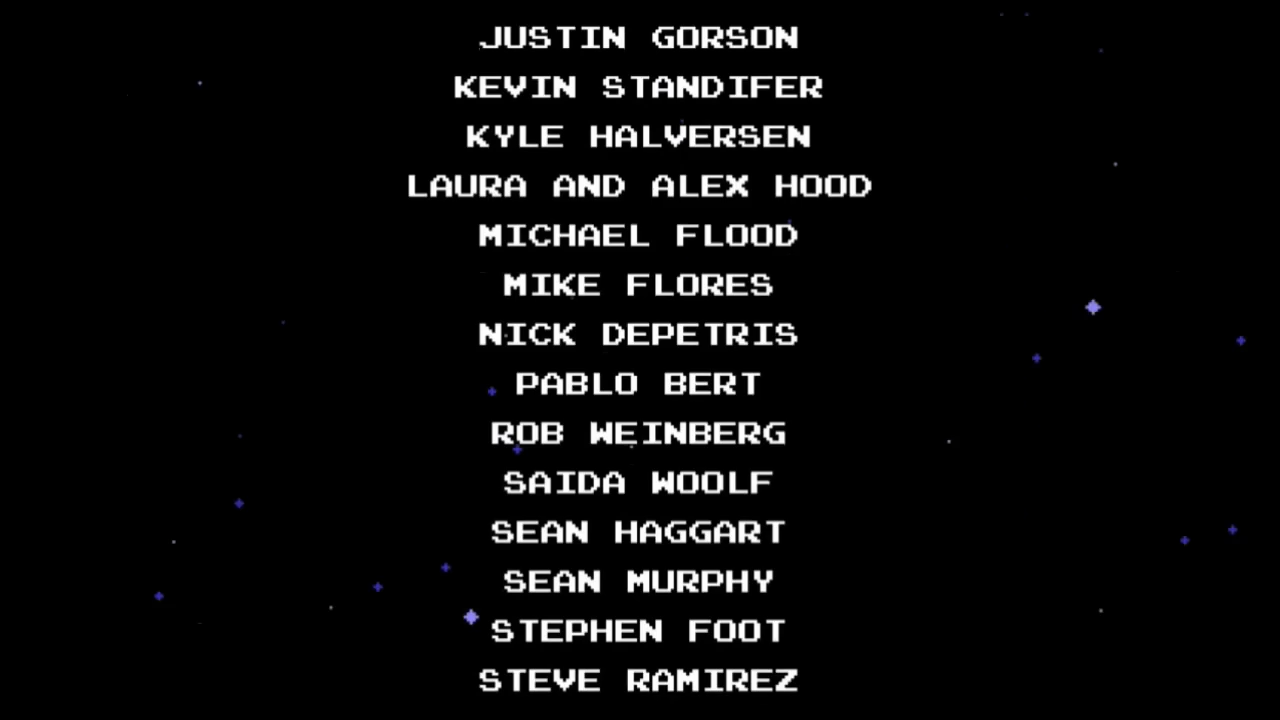 JUSTIN GORSON
KEVIN STANDIFER
KYLE HALVERSEN
LAURA AND ALEX HOOD
MICHAEL FLOOD
MIKE FLORES
NICK DEPETRIS
PABLO BERT
ROB WEINBERG
SAIDA WOOLF
SEAN HAGGART
SEAN MURPHY
STEPHEN FOOT
STEVE RAMIREZ